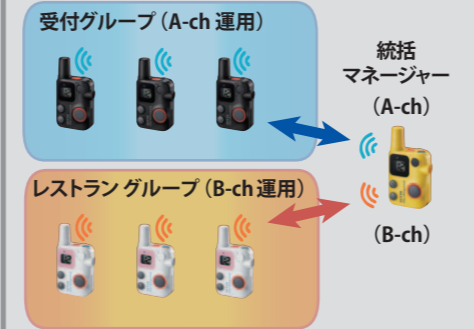 受付グループ（A-ch 運用）
統括
マネージャー
（A-ch）
レストラン グループ（B-ch 運用）
（B-ch）